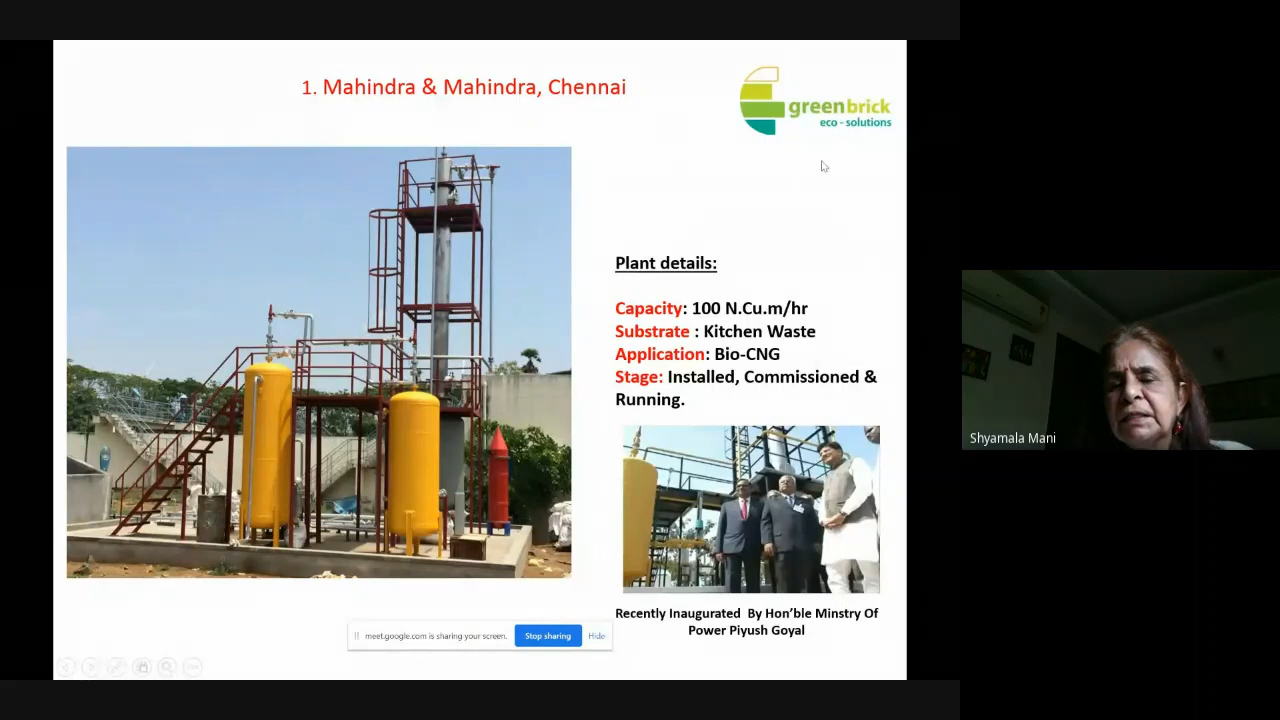 1. Mahindra & Mahindra, Chennai
greenbrick
eco - solutions
Plant details:
Capacity: 100 N.Cu.m/hr
Substrate : Kitchen Waste
Application: Bio-CNG
Stage: Installed, Commissioned &
Running.
Recently Inaugurated By Hon'ble Minstry Of
Power Piyush Goyal
meet.google.com is sharing your screen.
Stop sharing
Hide
Shyamala Mani